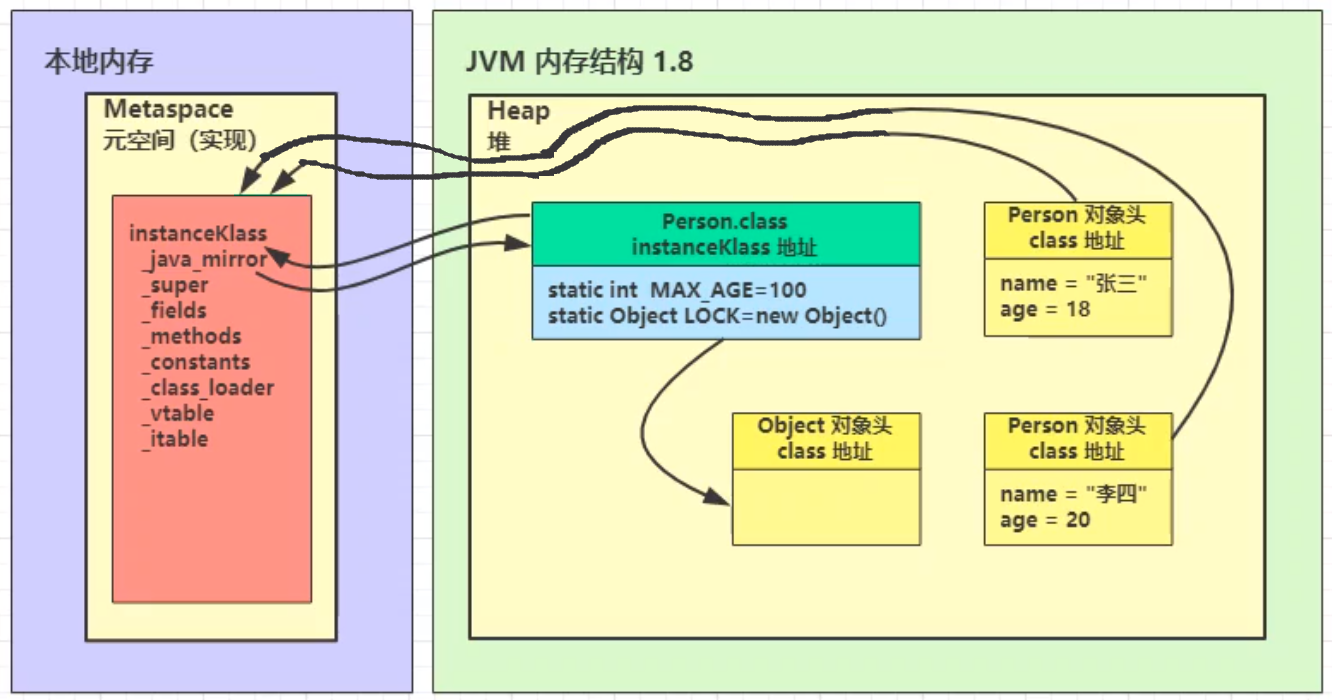 本地内存
Metaspace
元空间（实现）
instanceKlass
_java_mirror
_super
_fields
_methods
_constants
_class_loader
_vtable
_itable
JVM 内存结构 1.8
Heap
堆
Person.class
instanceKlass 地址
static int MAX_AGE=100
static Object LOCK=new Object()
Person 对象头
class 地址
name = "张三"
age = 18
Object 对象头
class 地址
Person 对象头
class 地址
name = "李四"
age = 20